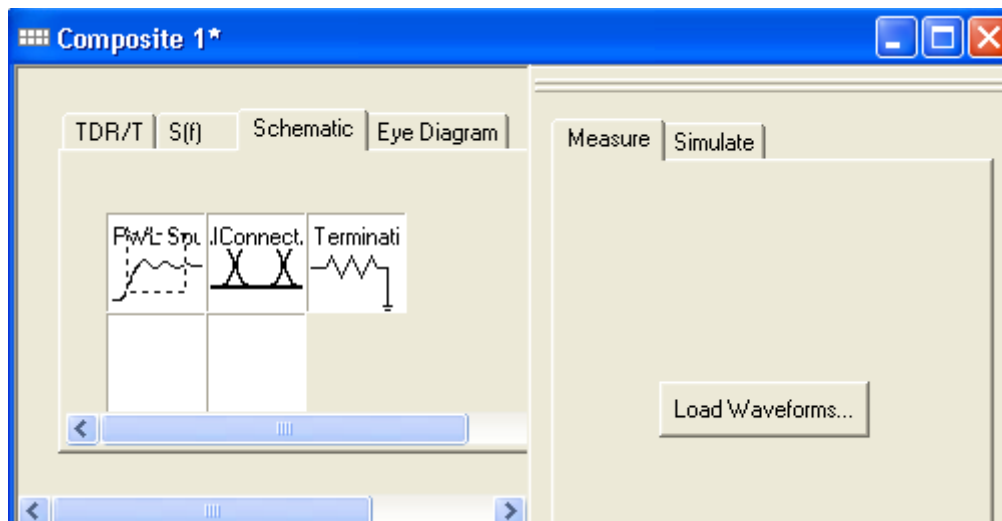 Composite 1*
TDR/T
S(f)
Schematic
Eye Diagram
Measure
Simulate
PWL Sou
.IConnect.
Terminati
Load Waveforms...